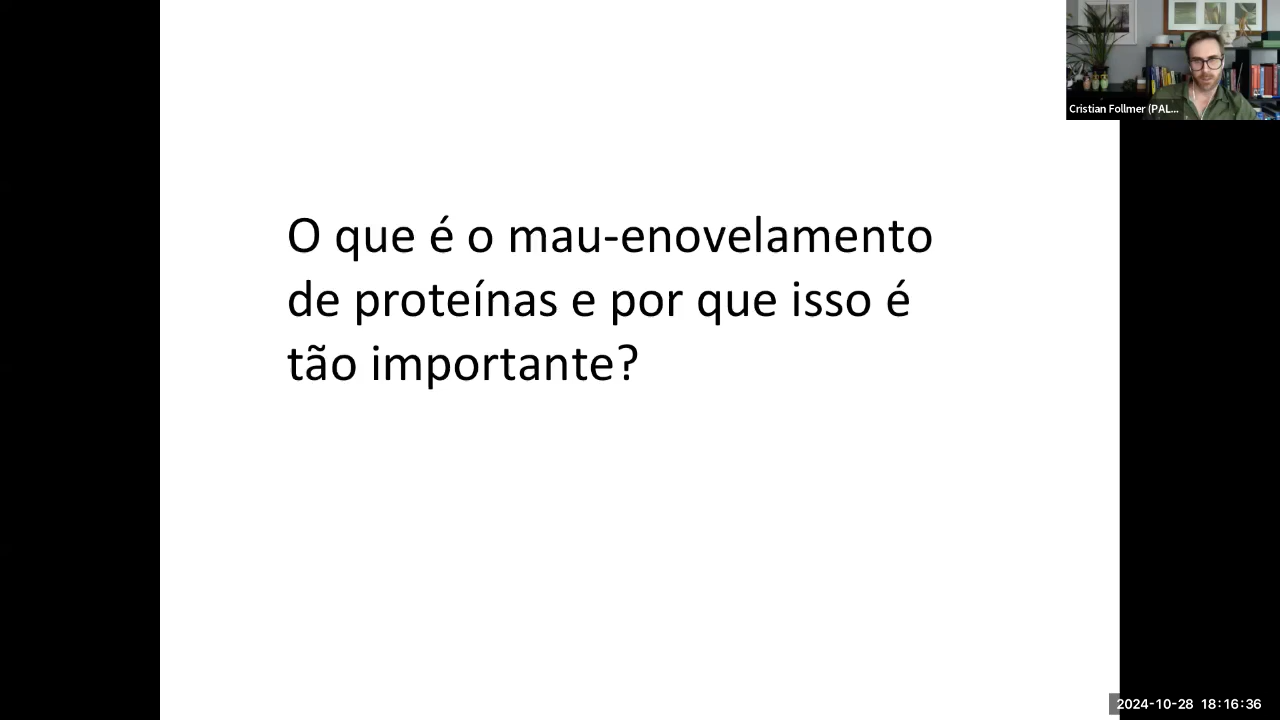 Cristian Follmer (PAL...
O que é o mau-enovelamento
de proteínas e por que isso é
tão importante?
2024-10-28 18:16:36